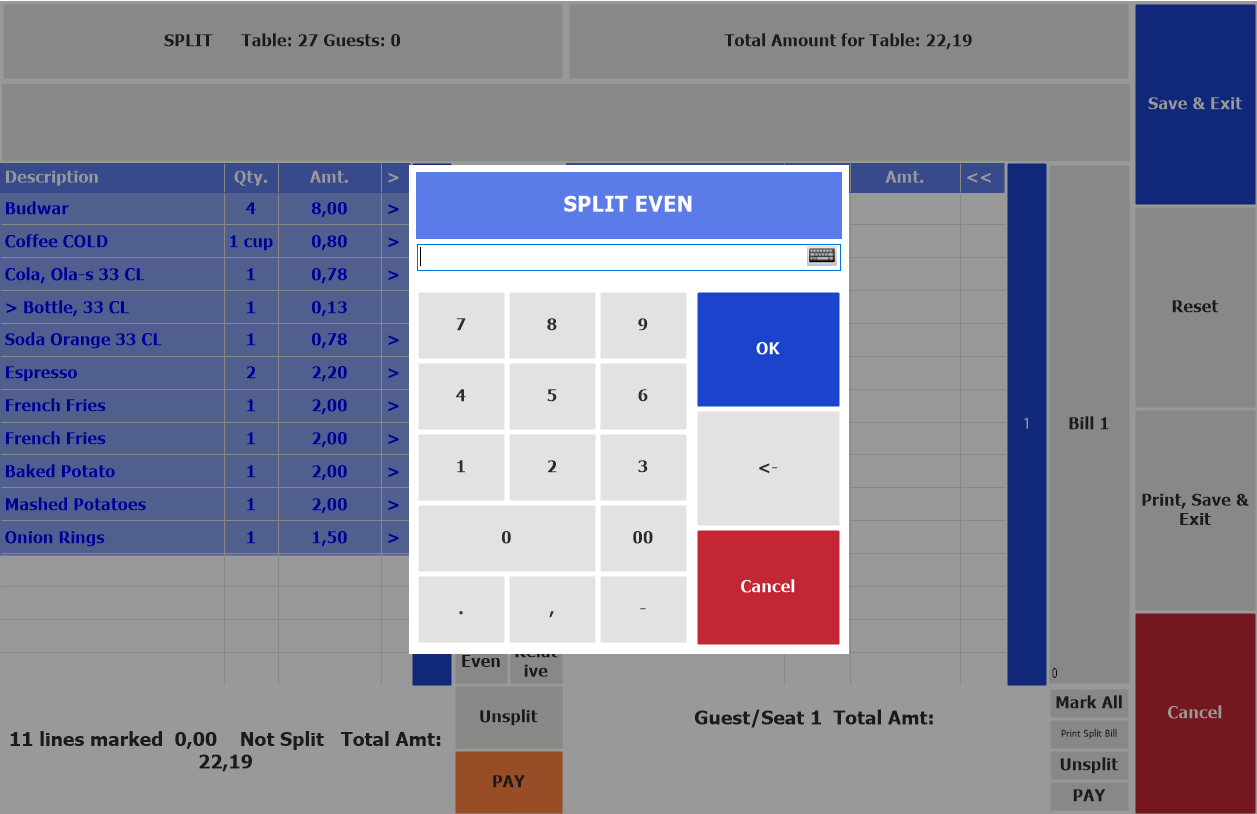 SPLIT Table: 27 Guests: 0
Total Amount for Table: 22,19
Save & Exit
Description Qty. Amt. >
Amt. <<
Budwar 4 8,00 >
Coffee COLD 1 cup 0,80 >
Cola, Ola-s 33 CL 1 0,78 >
> Bottle, 33 CL 1 0,13
Soda Orange 33 CL 1 0,78 >
Espresso 2 2,20 >
French Fries 1 2,00 >
French Fries 1 2,00 >
Baked Potato 1 2,00 >
Mashed Potatoes 1 2,00 >
Onion Rings 1 1,50 >
SPLIT EVEN
7 8 9
OK
4 5 6
1 2 3
<-
0 00
Cancel
. , -
1
Bill 1
0
Reset
Print, Save &
Exit
Cancel
Even
ive
Unsplit
PAY
11 lines marked 0,00 Not Split Total Amt:
22,19
Guest/Seat 1 Total Amt:
Mark All
Print Split Bill
Unsplit
PAY